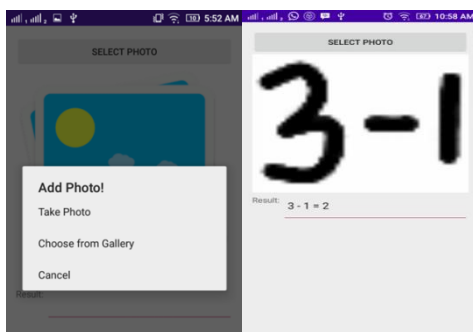 5:52 AM
SELECT PHOTO
Add Photo!
Take Photo
Choose from Gallery
Cancel
Result:
10:58 AM
SELECT PHOTO
3-1
Result: 3 - 1 = 2